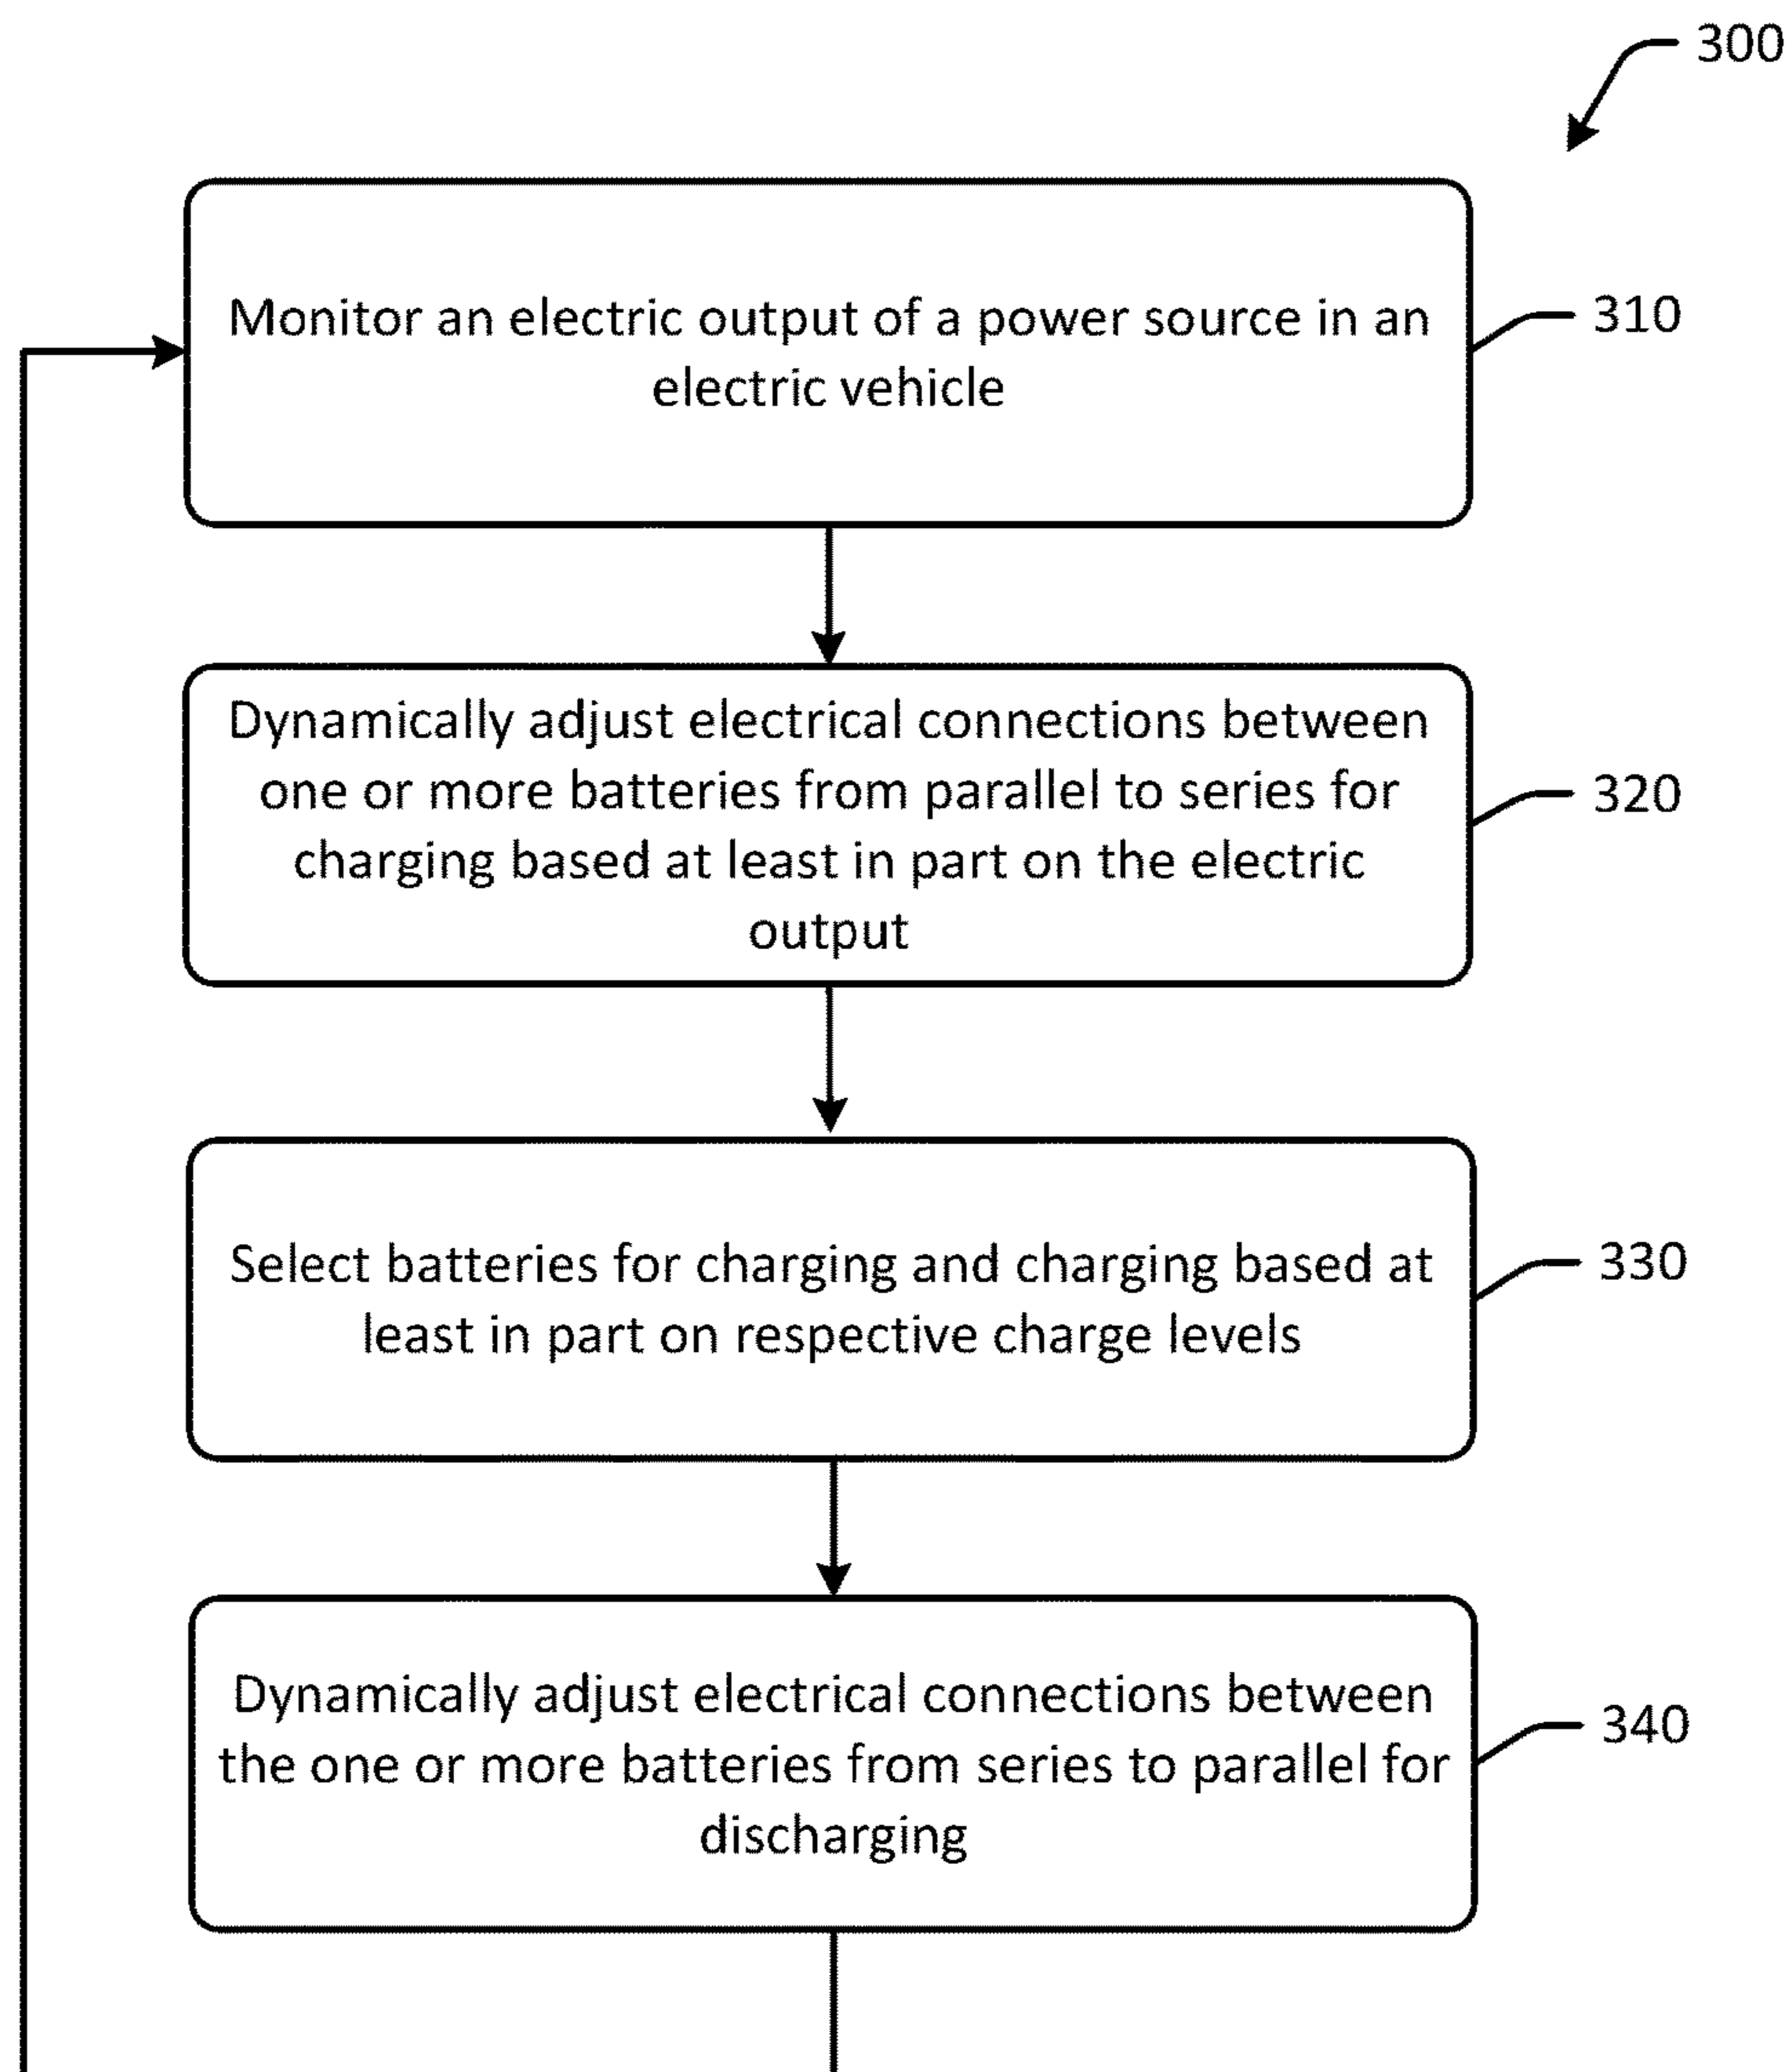 300
Monitor an electric output of a power source in an
electric vehicle
310
Dynamically adjust electrical connections between
one or more batteries from parallel to series for
charging based at least in part on the electric
output
320
Select batteries for charging and charging based at
least in part on respective charge levels
330
Dynamically adjust electrical connections between
the one or more batteries from series to parallel for
discharging
340